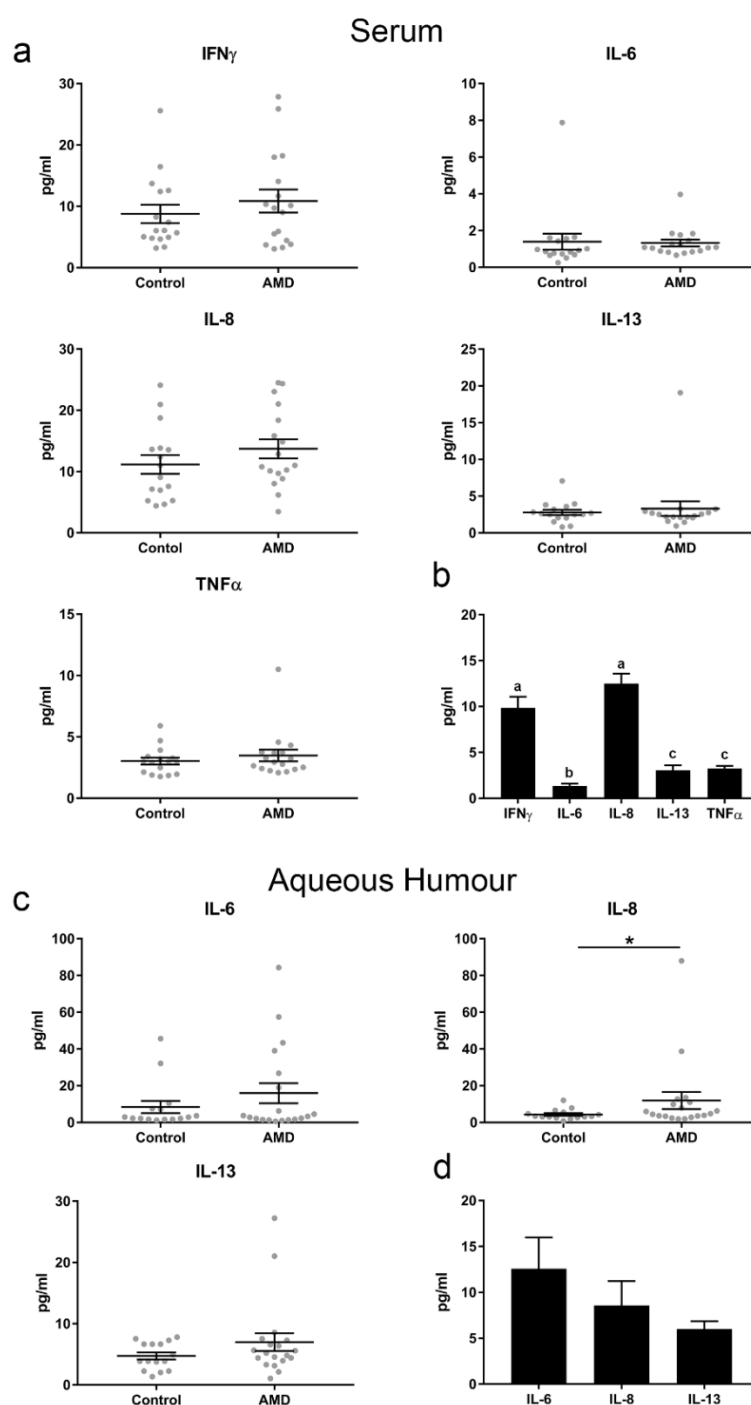 Serum
a
IFNγ
30
20
10
0
pg/ml
Control
AMD
IL-6
10
8
6
4
2
0
pg/ml
Control
AMD
IL-8
30
20
10
0
pg/ml
Contol
AMD
IL-13
25
20
15
10
5
0
pg/ml
Control
AMD
TNFα
15
10
5
0
pg/ml
Control
AMD
b
20
15
10
5
0
pg/ml
a
b
a
c
c
IFNγ
IL-6
IL-8
IL-13
TNFα
Aqueous Humour
c
IL-6
100
80
60
40
20
0
pg/ml
Control
AMD
IL-8
100
80
60
40
20
0
pg/ml
*
Contol
AMD
IL-13
30
20
10
0
pg/ml
Control
AMD
d
20
15
10
5
0
pg/ml
IL-6
IL-8
IL-13